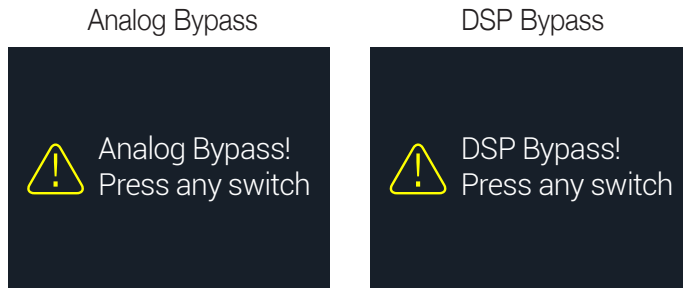 Analog Bypass
DSP Bypass
Analog Bypass!
Press any switch
DSP Bypass!
Press any switch